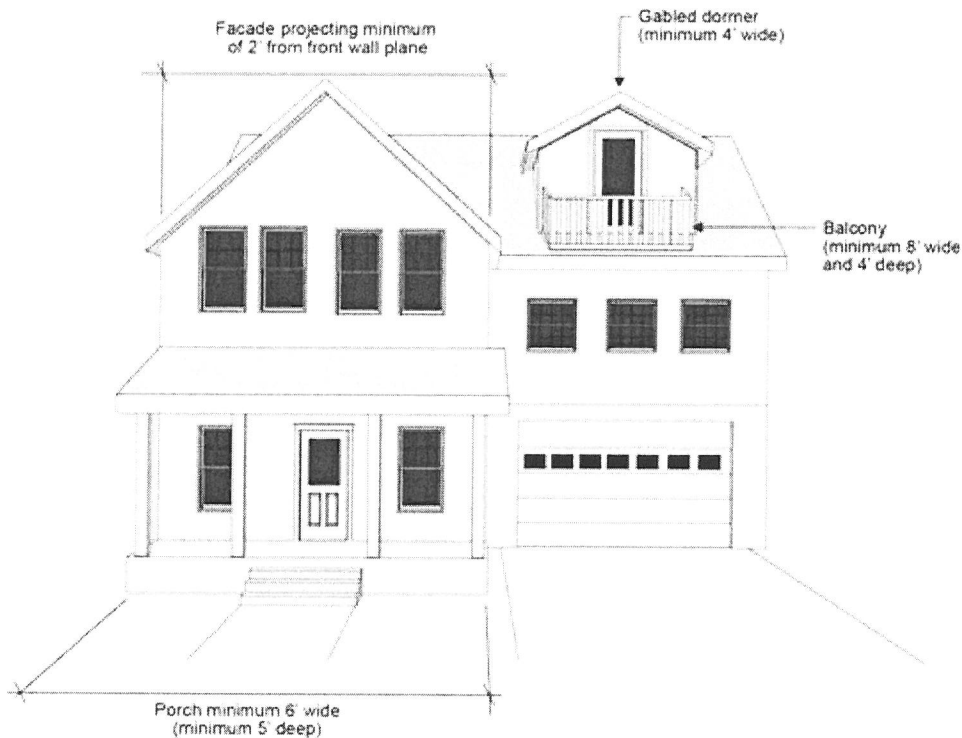 Facade projecting minimum
of 2' from front wall plane
Gabled dormer
(minimum 4' wide)
Balcony
(minimum 8' wide
and 4' deep)
Porch minimum 6' wide
(minimum 5' deep)